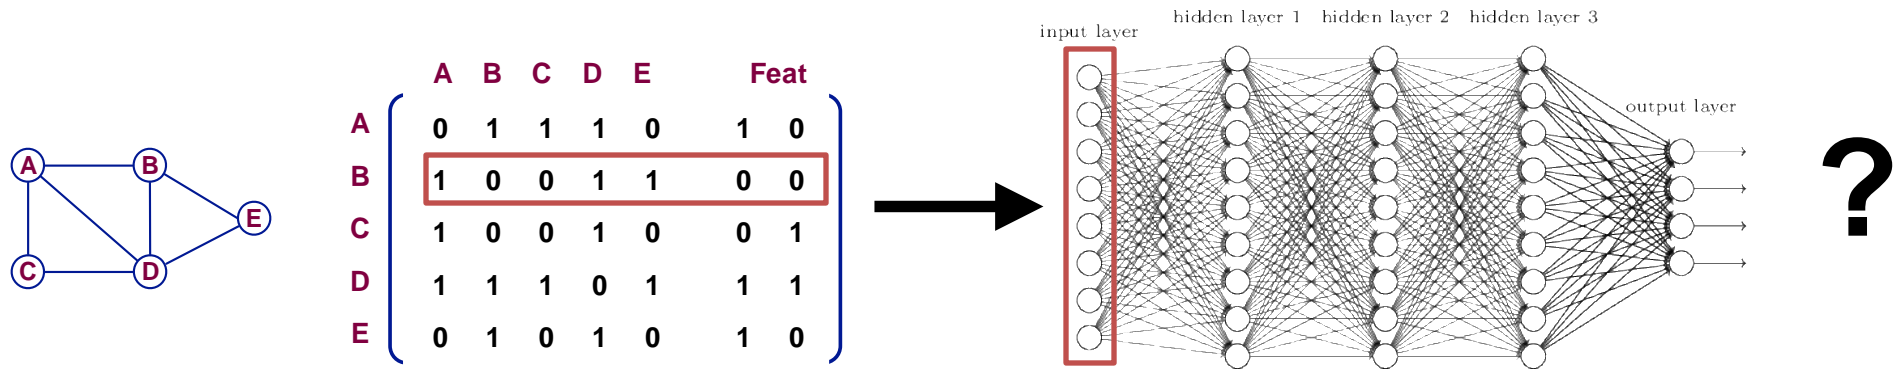 A B E C D
A B C D E Feat
A 0 1 1 1 0 1 0
B 1 0 0 1 1 0 0
C 1 0 0 1 0 0 1
D 1 1 1 0 1 1 1
E 0 1 0 1 0 1 0
input layer
hidden layer 1 hidden layer 2 hidden layer 3
output layer
?